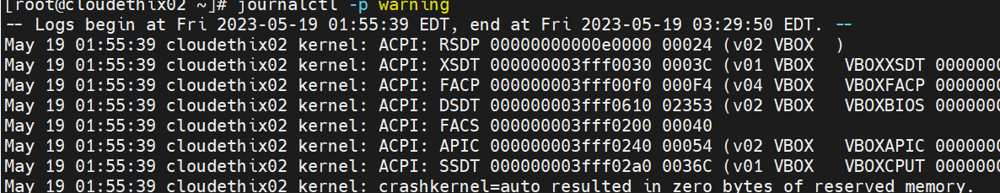 [root@cloudethix02 ~]# journalctl -p warning
-- Logs begin at Fri 2023-05-19 01:55:39 EDT, end at Fri 2023-05-19 03:29:50 EDT. --
May 19 01:55:39 cloudethix02 kernel: ACPI: RSDP 00000000000e0000 00024 (v02 VBOX  )
May 19 01:55:39 cloudethix02 kernel: ACPI: XSDT 000000003fff0030 0003C (v01 VBOX   VBOXXSDT 0000000
May 19 01:55:39 cloudethix02 kernel: ACPI: FACP 000000003fff00f0 000F4 (v04 VBOX   VBOXFACP 0000000
May 19 01:55:39 cloudethix02 kernel: ACPI: DSDT 000000003fff0610 02353 (v02 VBOX   VBOXBIOS 0000000
May 19 01:55:39 cloudethix02 kernel: ACPI: FACS 000000003fff0200 00040
May 19 01:55:39 cloudethix02 kernel: ACPI: APIC 000000003fff0240 00054 (v02 VBOX   VBOXAPIC 0000000
May 19 01:55:39 cloudethix02 kernel: ACPI: SSDT 000000003fff02a0 0036C (v01 VBOX   VBOXCPUT 0000000
May 19 01:55:39 cloudethix02 kernel: crashkernel=auto resulted in zero bytes of reserved memory.